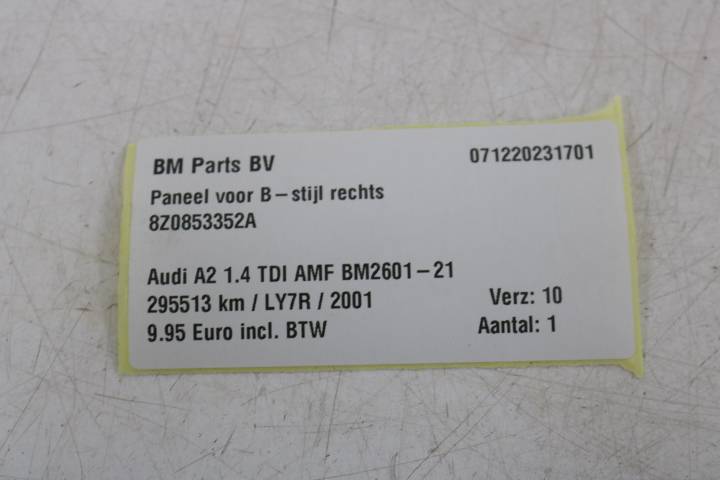 BM Parts BV 071220231701
Paneel voor B-stijl rechts
8Z0853352A
Audi A2 1.4 TDI AMF BM2601-21
295513 km / LY7R / 2001 Verz: 10
9.95 Euro incl. BTW Aantal: 1